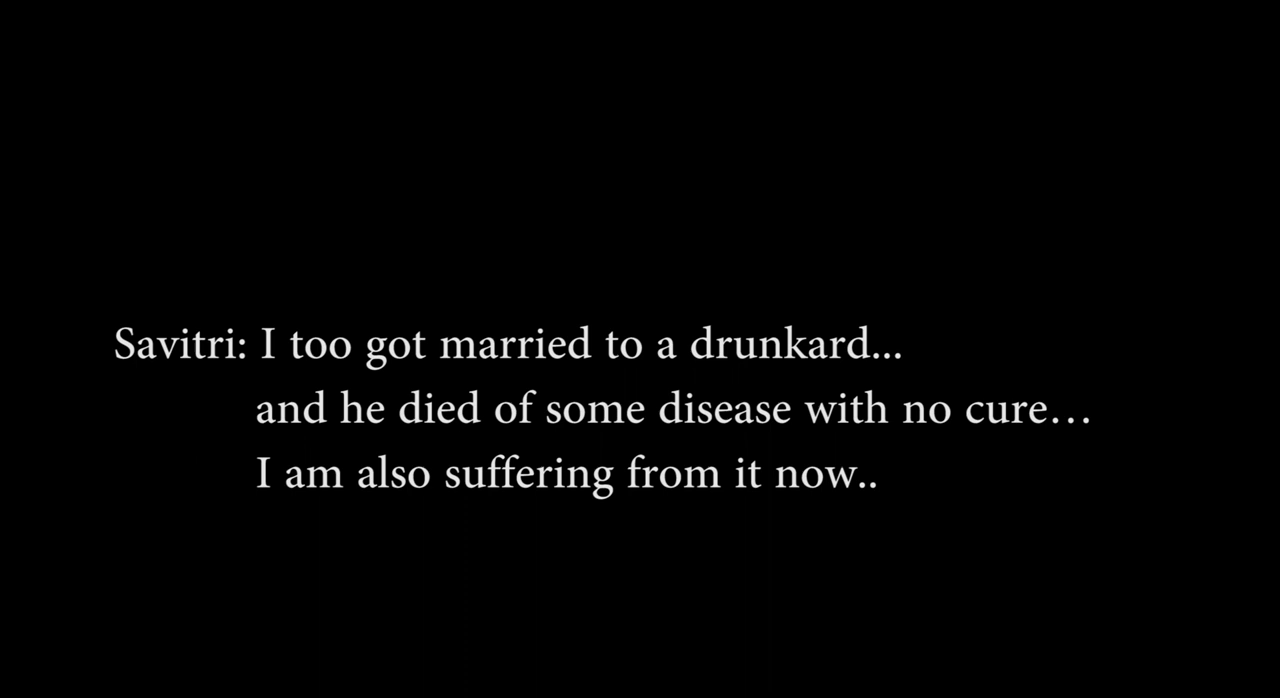 Savitri: I too got married to a drunkard...
and he died of some disease with no cure…
I am also suffering from it now..